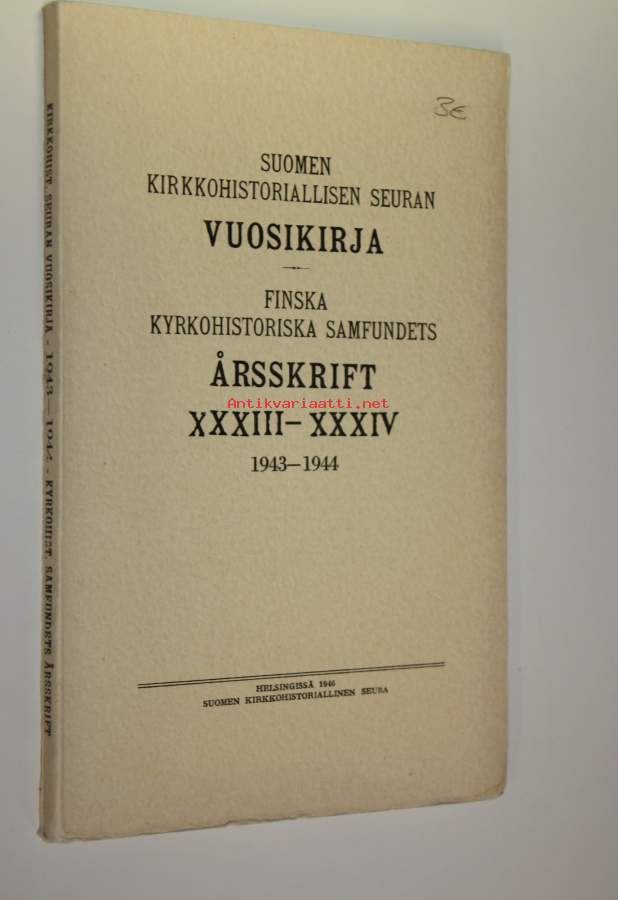 3€
SUOMEN
KIRKKOHISTORIALLISEN SEURAN
VUOSIKIRJA
FINSKA
KYRKOHISTORISKA SAMFUNDETS
ÅRSSKRIFT
Antikvariaatti.net
XXXIII–XXXIV
1943–1944
HELSINGISSÄ 1946
SUOMEN KIRKKOHISTORIALLINEN SEURA
KIRKKOHIST. SEURAN VUOSIKIRJA - 1943–1944 - KYRKOHIST. SAMFUNDETS ÅRSSKRIFT